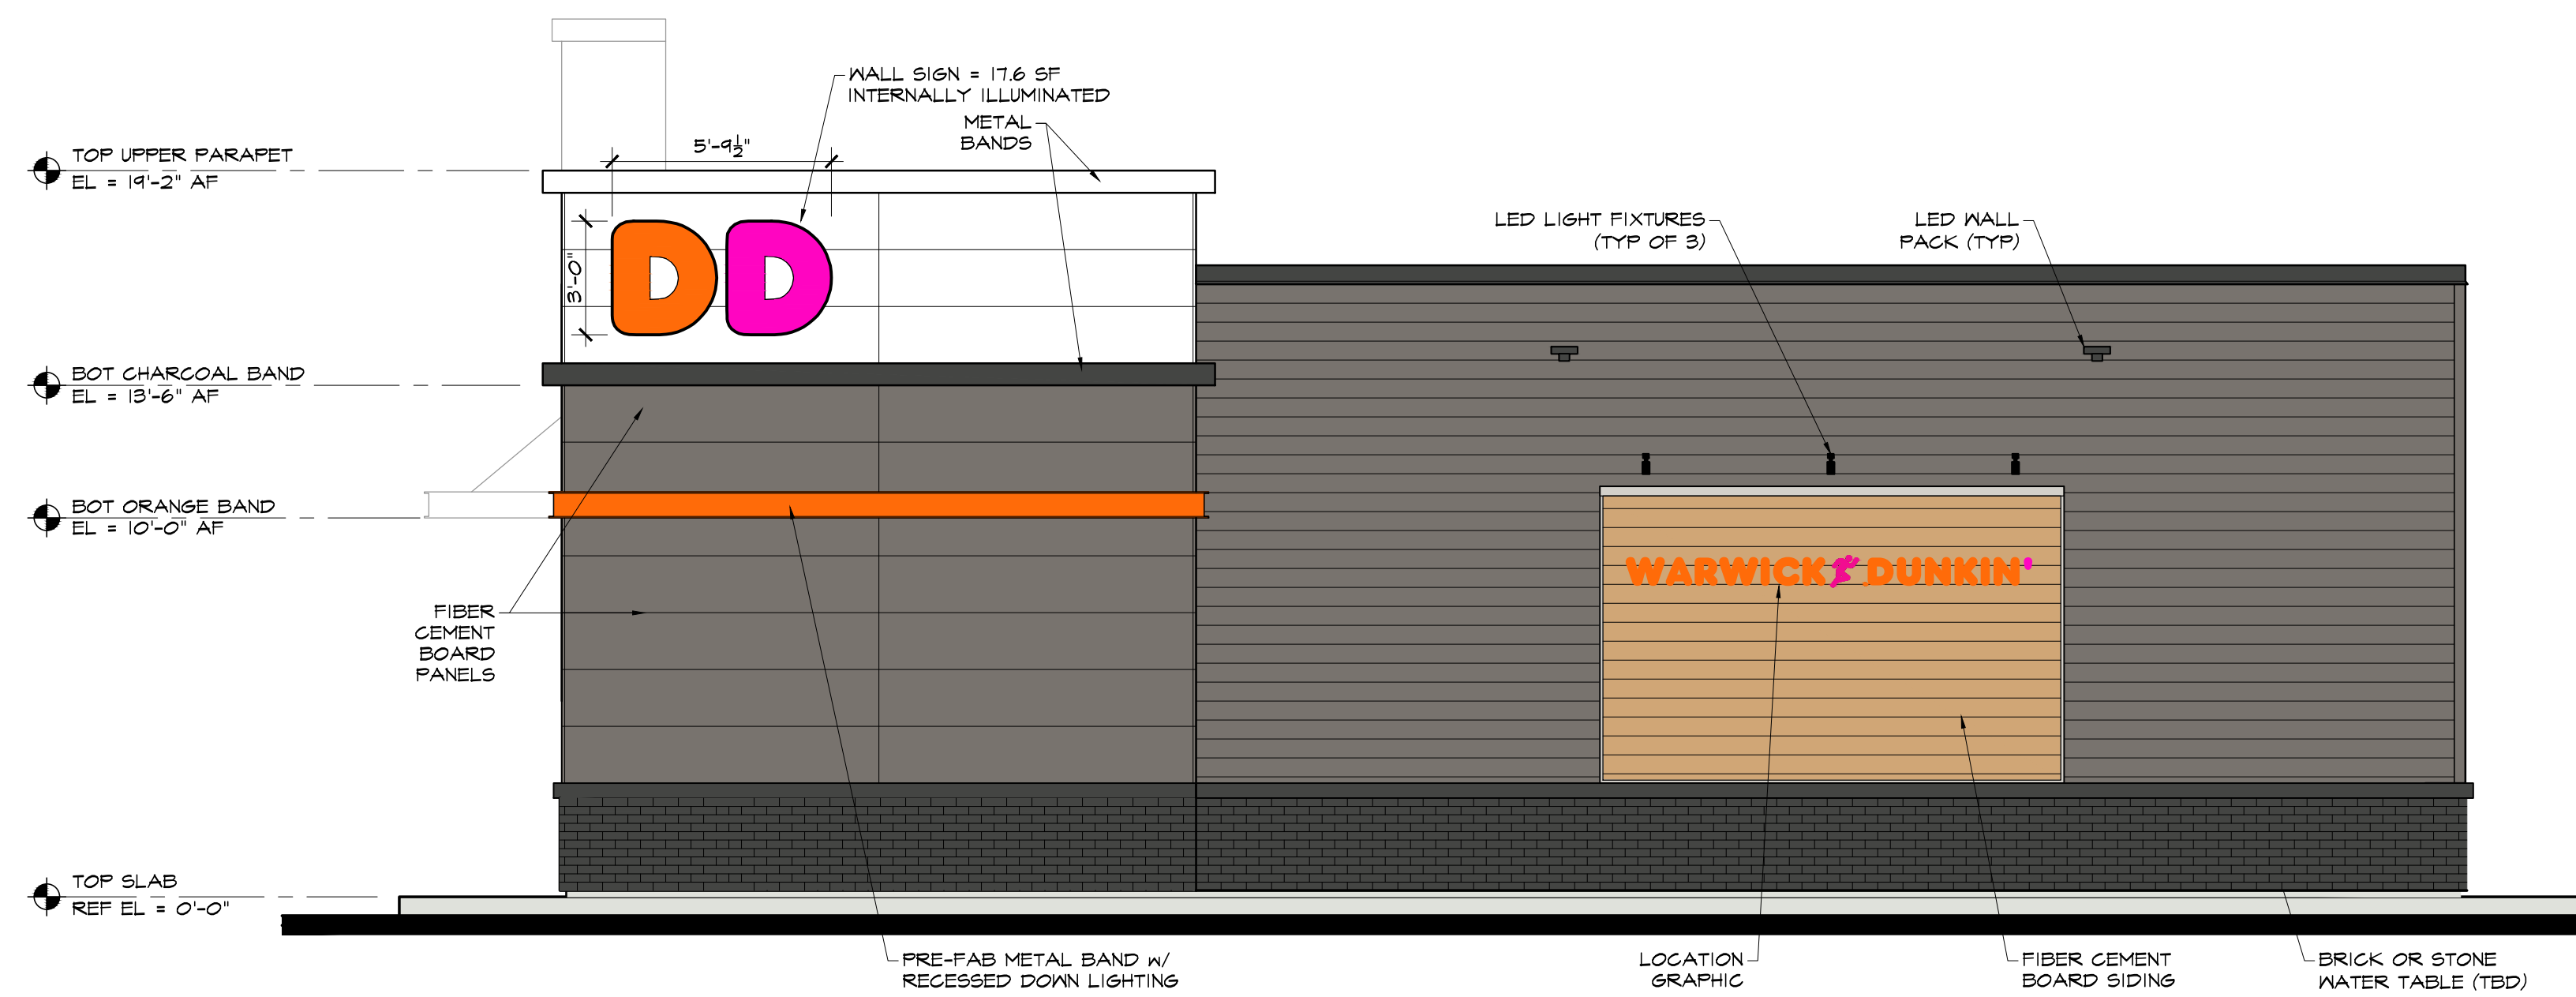 WALL SIGN = 17.6 SF
INTERNALLY ILLUMINATED
METAL
BANDS
5'-9½"
TOP UPPER PARAPET
EL = 19'-2" AF
DD
3'-0"
LED LIGHT FIXTURES
(TYP OF 3)
LED WALL
PACK (TYP)
BOT CHARCOAL BAND
EL = 13'-6" AF
BOT ORANGE BAND
EL = 10'-0" AF
WARWICK DUNKIN'
FIBER
CEMENT
BOARD
PANELS
TOP SLAB
REF EL = 0'-0"
PRE-FAB METAL BAND w/
RECESSED DOWN LIGHTING
LOCATION
GRAPHIC
FIBER CEMENT
BOARD SIDING
BRICK OR STONE
WATER TABLE (TBD)